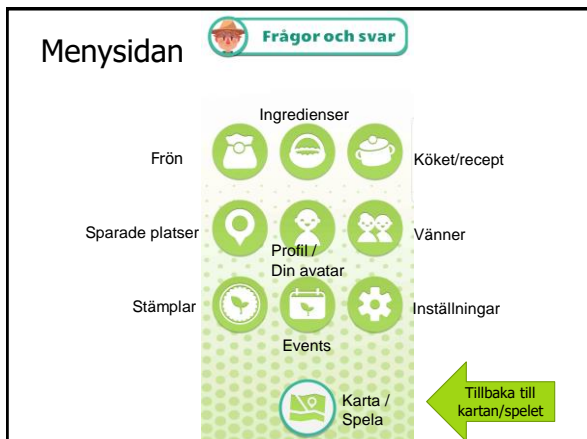 Menysidan
Frågor och svar
Ingredienser
Frön
Köket/recept
Sparade platser
Profil /
Din avatar
Vänner
Stämplar
Events
Inställningar
Karta /
Spela
Tillbaka till
kartan/spelet